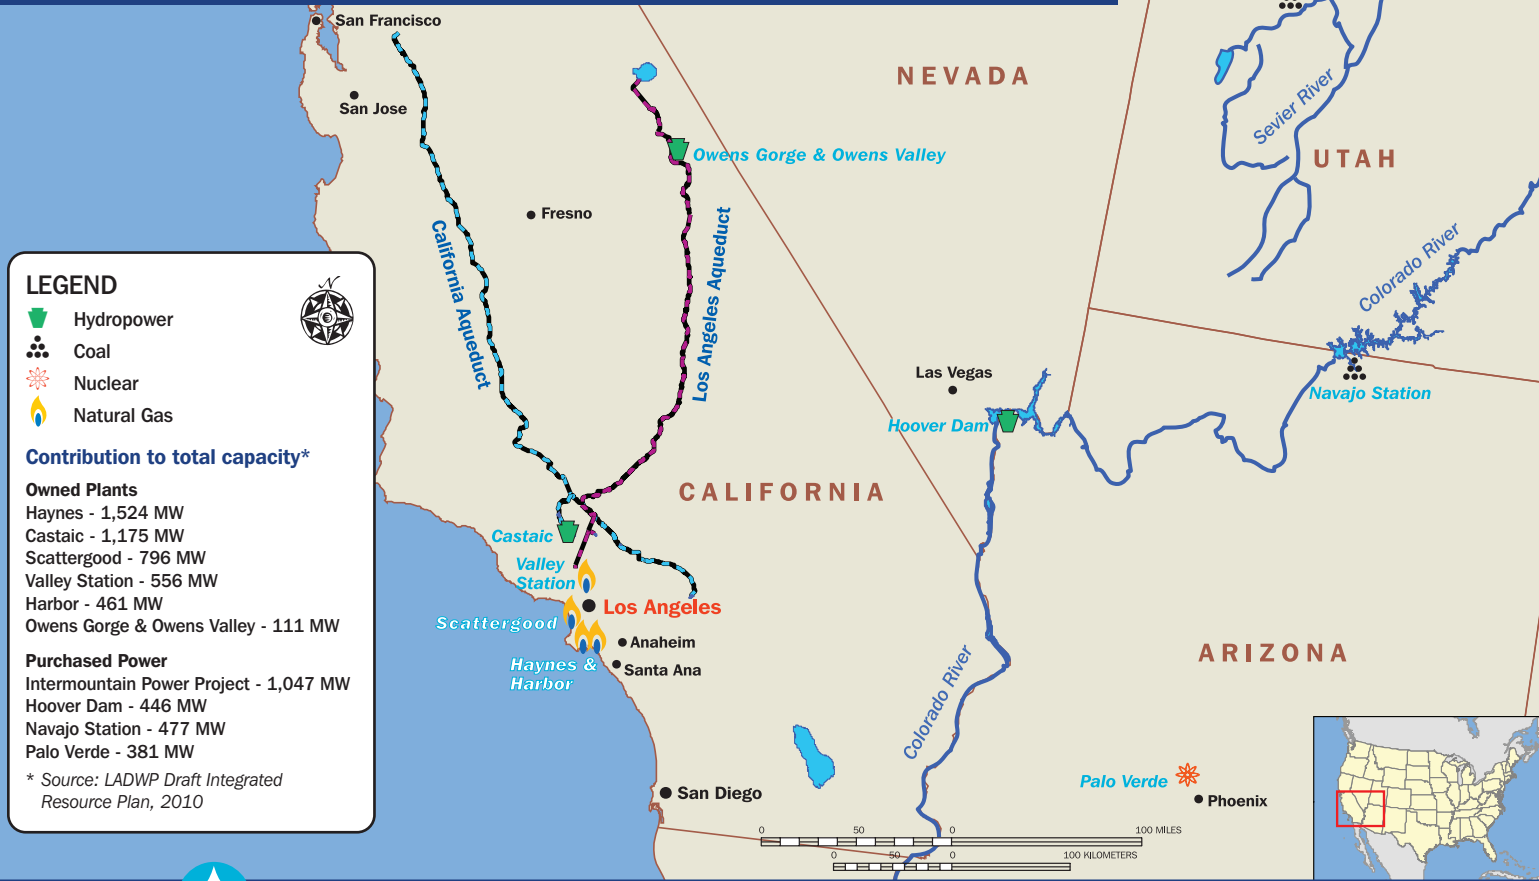 San Francisco
San Jose
Fresno
NEVADA
Owens Gorge & Owens Valley
Sevier River
UTAH
California Aqueduct
Los Angeles Aqueduct
Colorado River
Las Vegas
Hoover Dam
Navajo Station
CALIFORNIA
Castaic
Valley
Station
Los Angeles
Scattergood
Anaheim
Haynes &
Harbor
Santa Ana
ARIZONA
Colorado River
San Diego
Palo Verde
Phoenix
0 50 0 100 MILES
0 50 0 100 KILOMETERS
LEGEND
N
Hydropower
Coal
Nuclear
Natural Gas
Contribution to total capacity*
Owned Plants
Haynes - 1,524 MW
Castaic - 1,175 MW
Scattergood - 796 MW
Valley Station - 556 MW
Harbor - 461 MW
Owens Gorge & Owens Valley - 111 MW
Purchased Power
Intermountain Power Project - 1,047 MW
Hoover Dam - 446 MW
Navajo Station - 477 MW
Palo Verde - 381 MW
* Source: LADWP Draft Integrated
Resource Plan, 2010